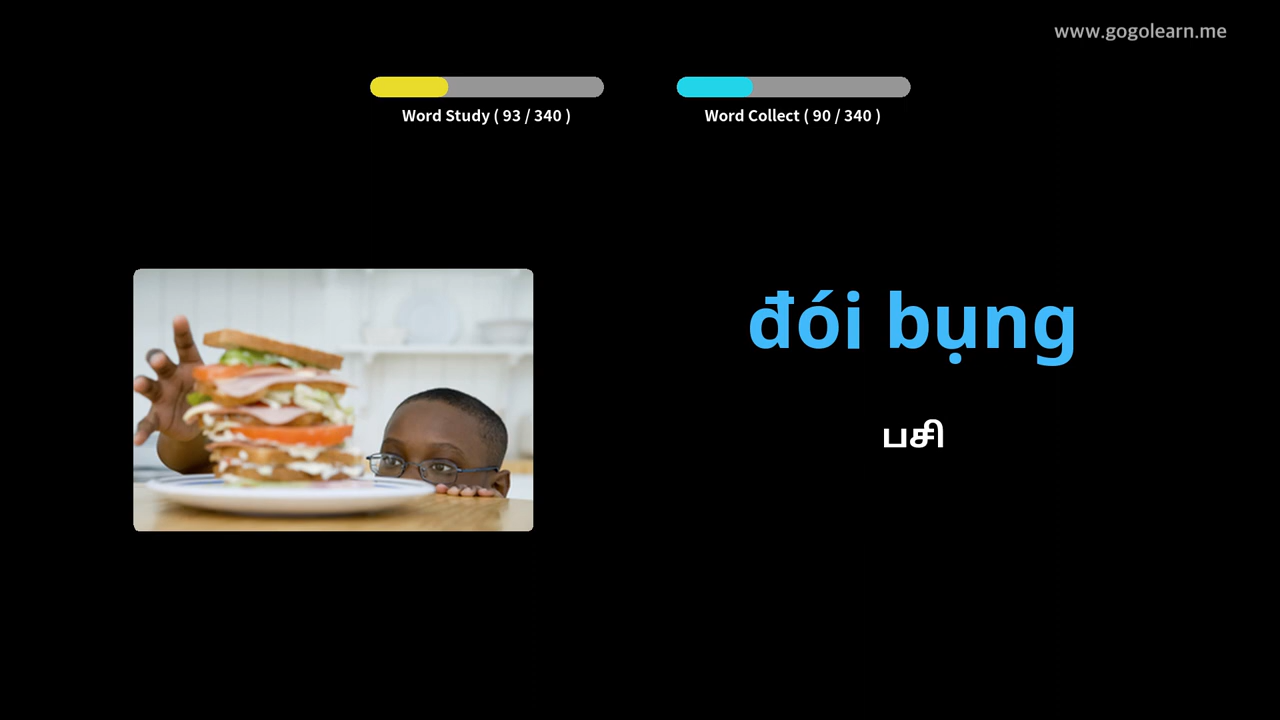 www.gogolearn.me
Word Study ( 93 / 340 )
Word Collect ( 90 / 340 )
đói bụng
பசி